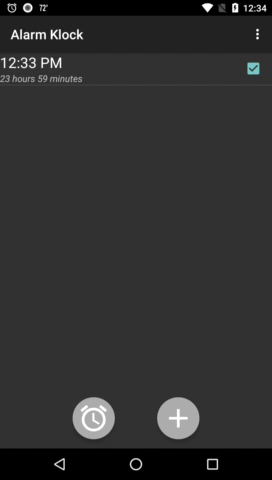 72° 12:34
Alarm Klock
12:33 PM
23 hours 59 minutes